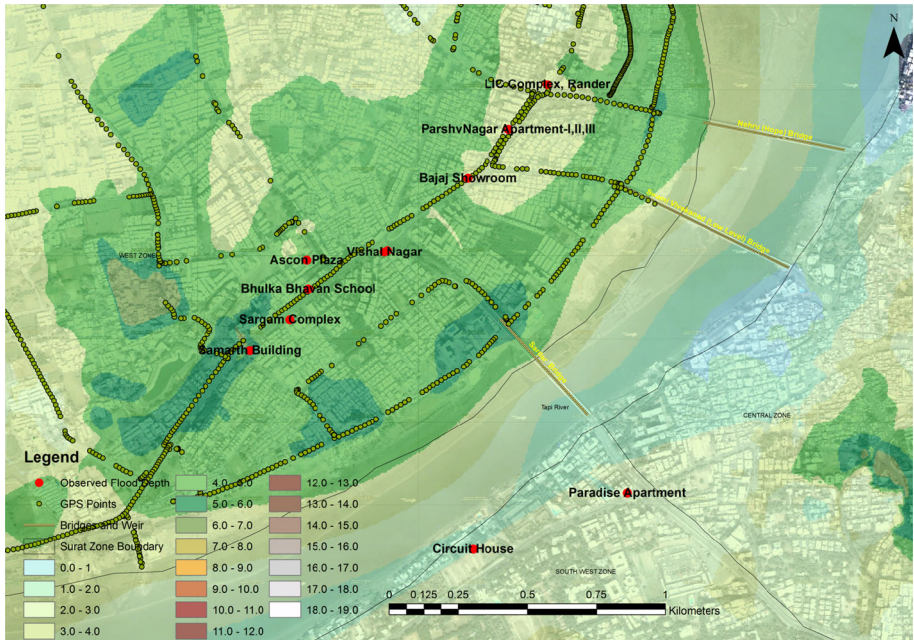 N
LIC Complex, Rander
ParshvNagar Apartment-I,II,III
Nehru (Hope) Bridge
Bajaj Showroom
WEST ZONE
Ascon Plaza
Vishal Nagar
Bhulka Bhavan School
Sargam Complex
Samarth Building
Tapi River
CENTRAL ZONE
Paradise Apartment
Circuit House
SOUTH WEST ZONE
Legend
Observed Flood Depth
GPS Points
Bridges and Weir
Surat Zone Boundary
0.0 - 1
1.0 - 2.0
2.0 - 3.0
3.0 - 4.0
5.0 - 6.0
6.0 - 7.0
7.0 - 8.0
8.0 - 9.0
9.0 - 10.0
10.0 - 11.0
11.0 - 12.0
12.0 - 13.0
13.0 - 14.0
14.0 - 15.0
15.0 - 16.0
16.0 - 17.0
17.0 - 18.0
18.0 - 19.0
0 0.125 0.25 0.5 0.75 1
Kilometers